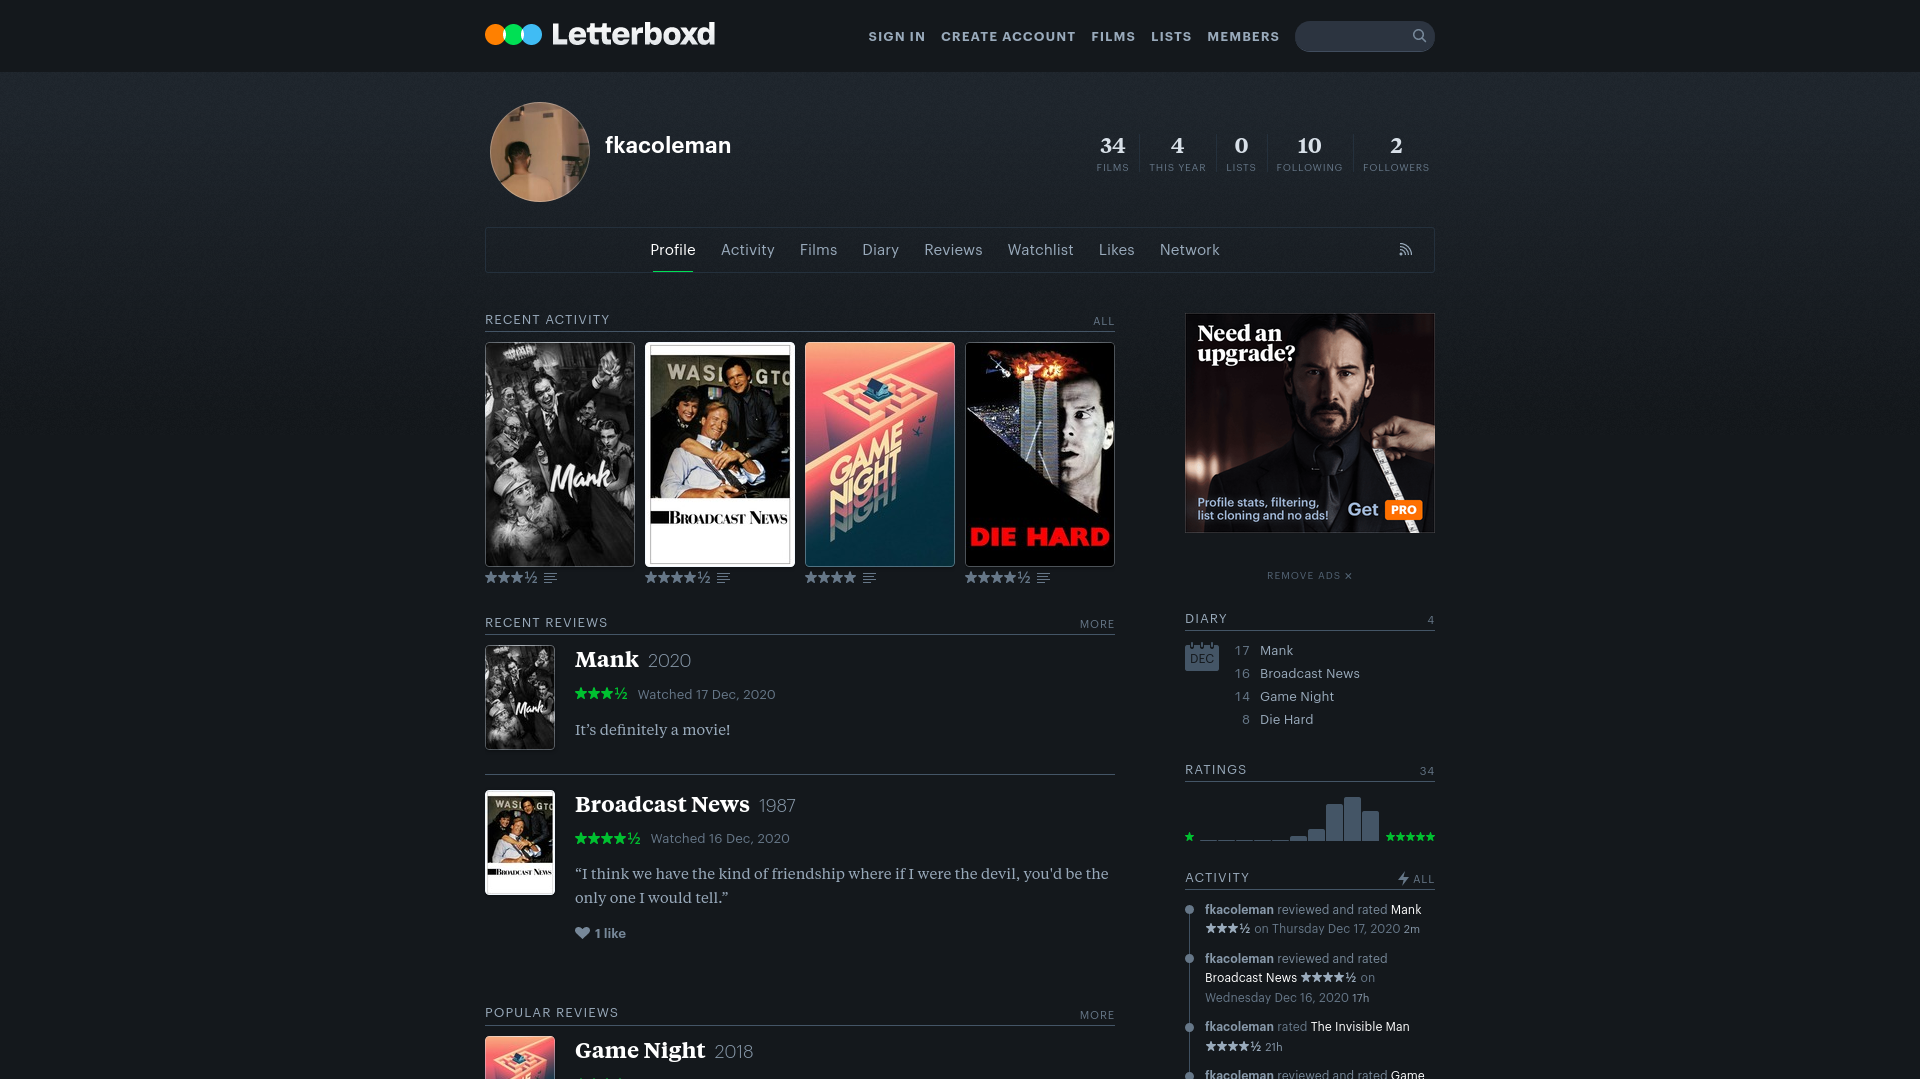 Letterboxd
SIGN IN CREATE ACCOUNT FILMS LISTS MEMBERS
fkacoleman
34 4 0 10 2
FILMS THIS YEAR LISTS FOLLOWING FOLLOWERS
Profile Activity Films Diary Reviews Watchlist Likes Network
RECENT ACTIVITY ALL
Mank
WASHINGTO
BROADCAST NEWS
GAME
NIGHT
NIGHT
DIE HARD
★★★½ ★★★★½ ★★★★ ★★★★½
RECENT REVIEWS MORE
Mank
Mank 2020
★★★½ Watched 17 Dec, 2020
It’s definitely a movie!
BROADCAST NEWS
Broadcast News 1987
★★★★½ Watched 16 Dec, 2020
“I think we have the kind of friendship where if I were the devil, you'd be the
only one I would tell.”
1 like
POPULAR REVIEWS MORE
Game Night 2018
Need an
upgrade?
Profile stats, filtering,
list cloning and no ads!
Get PRO
REMOVE ADS ×
DIARY 4
DEC
17 Mank
16 Broadcast News
14 Game Night
8 Die Hard
RATINGS 34
★ ★★★★★
ACTIVITY ALL
fkacoleman reviewed and rated Mank
★★★½ on Thursday Dec 17, 2020 2m
fkacoleman reviewed and rated
Broadcast News ★★★★½ on
Wednesday Dec 16, 2020 17h
fkacoleman rated The Invisible Man
★★★★½ 21h
fkacoleman reviewed and rated Game